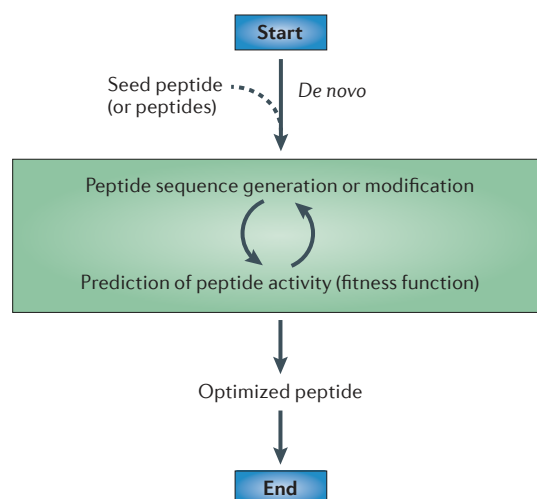 Start
Seed peptide
(or peptides)
De novo
Peptide sequence generation or modification
Prediction of peptide activity (fitness function)
Optimized peptide
End